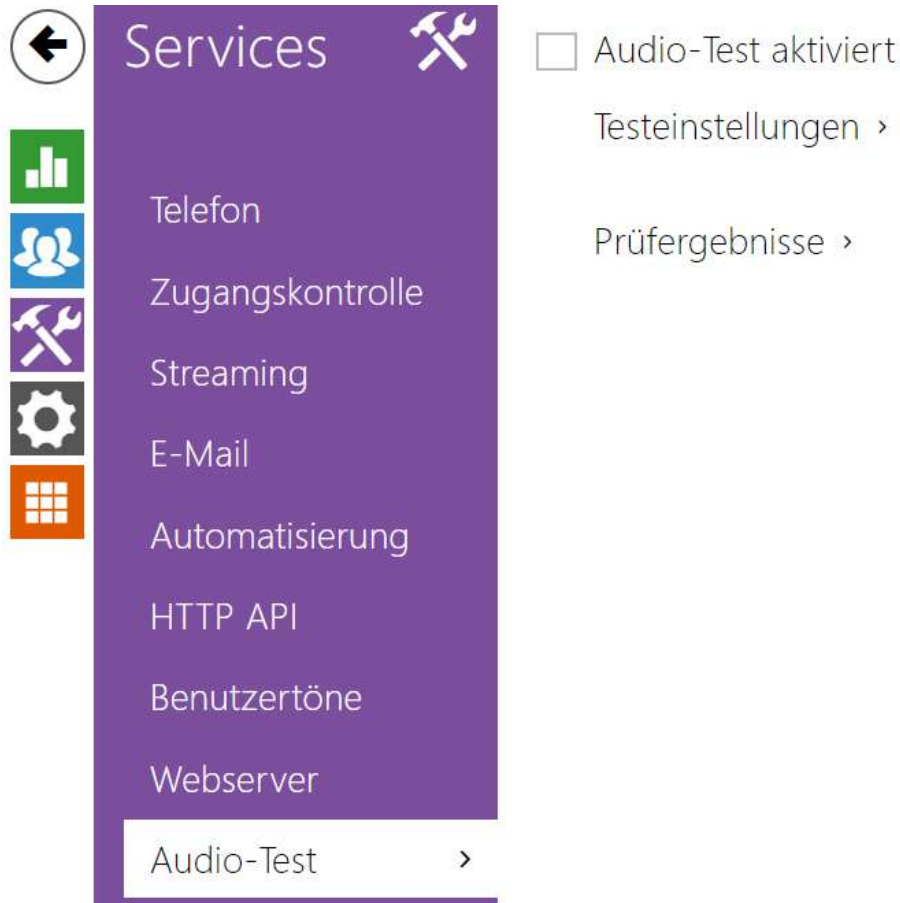 Services
Telefon
Zugangskontrolle
Streaming
E-Mail
Automatisierung
HTTP API
Benutzertöne
Webserver
Audio-Test
Audio-Test aktiviert
Testeinstellungen
Prüfergebnisse